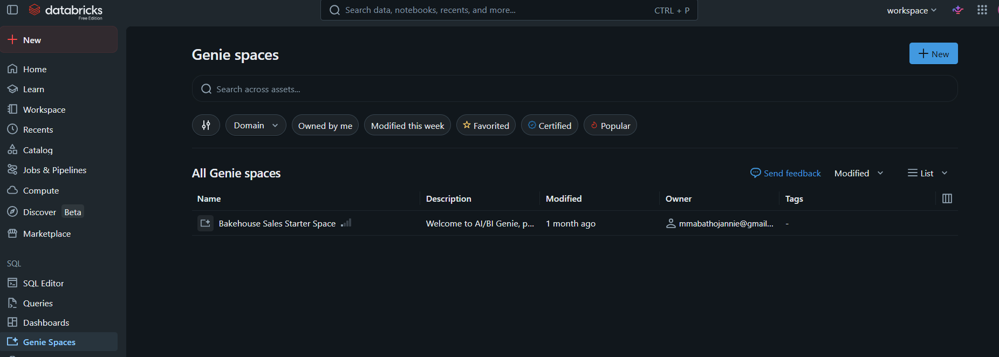 databricks
Free Edition
Search data, notebooks, recents, and more...
CTRL + P
workspace
New
Home
Learn
Workspace
Recents
Catalog
Jobs & Pipelines
Compute
Discover Beta
Marketplace
SQL
SQL Editor
Queries
Dashboards
Genie Spaces
Genie spaces
New
Search across assets...
Domain
Owned by me
Modified this week
Favorited
Certified
Popular
All Genie spaces
Send feedback
Modified
List
Name Description Modified Owner Tags
Bakehouse Sales Starter Space Welcome to AI/BI Genie, p... 1 month ago mmabathojannie@gmail... -